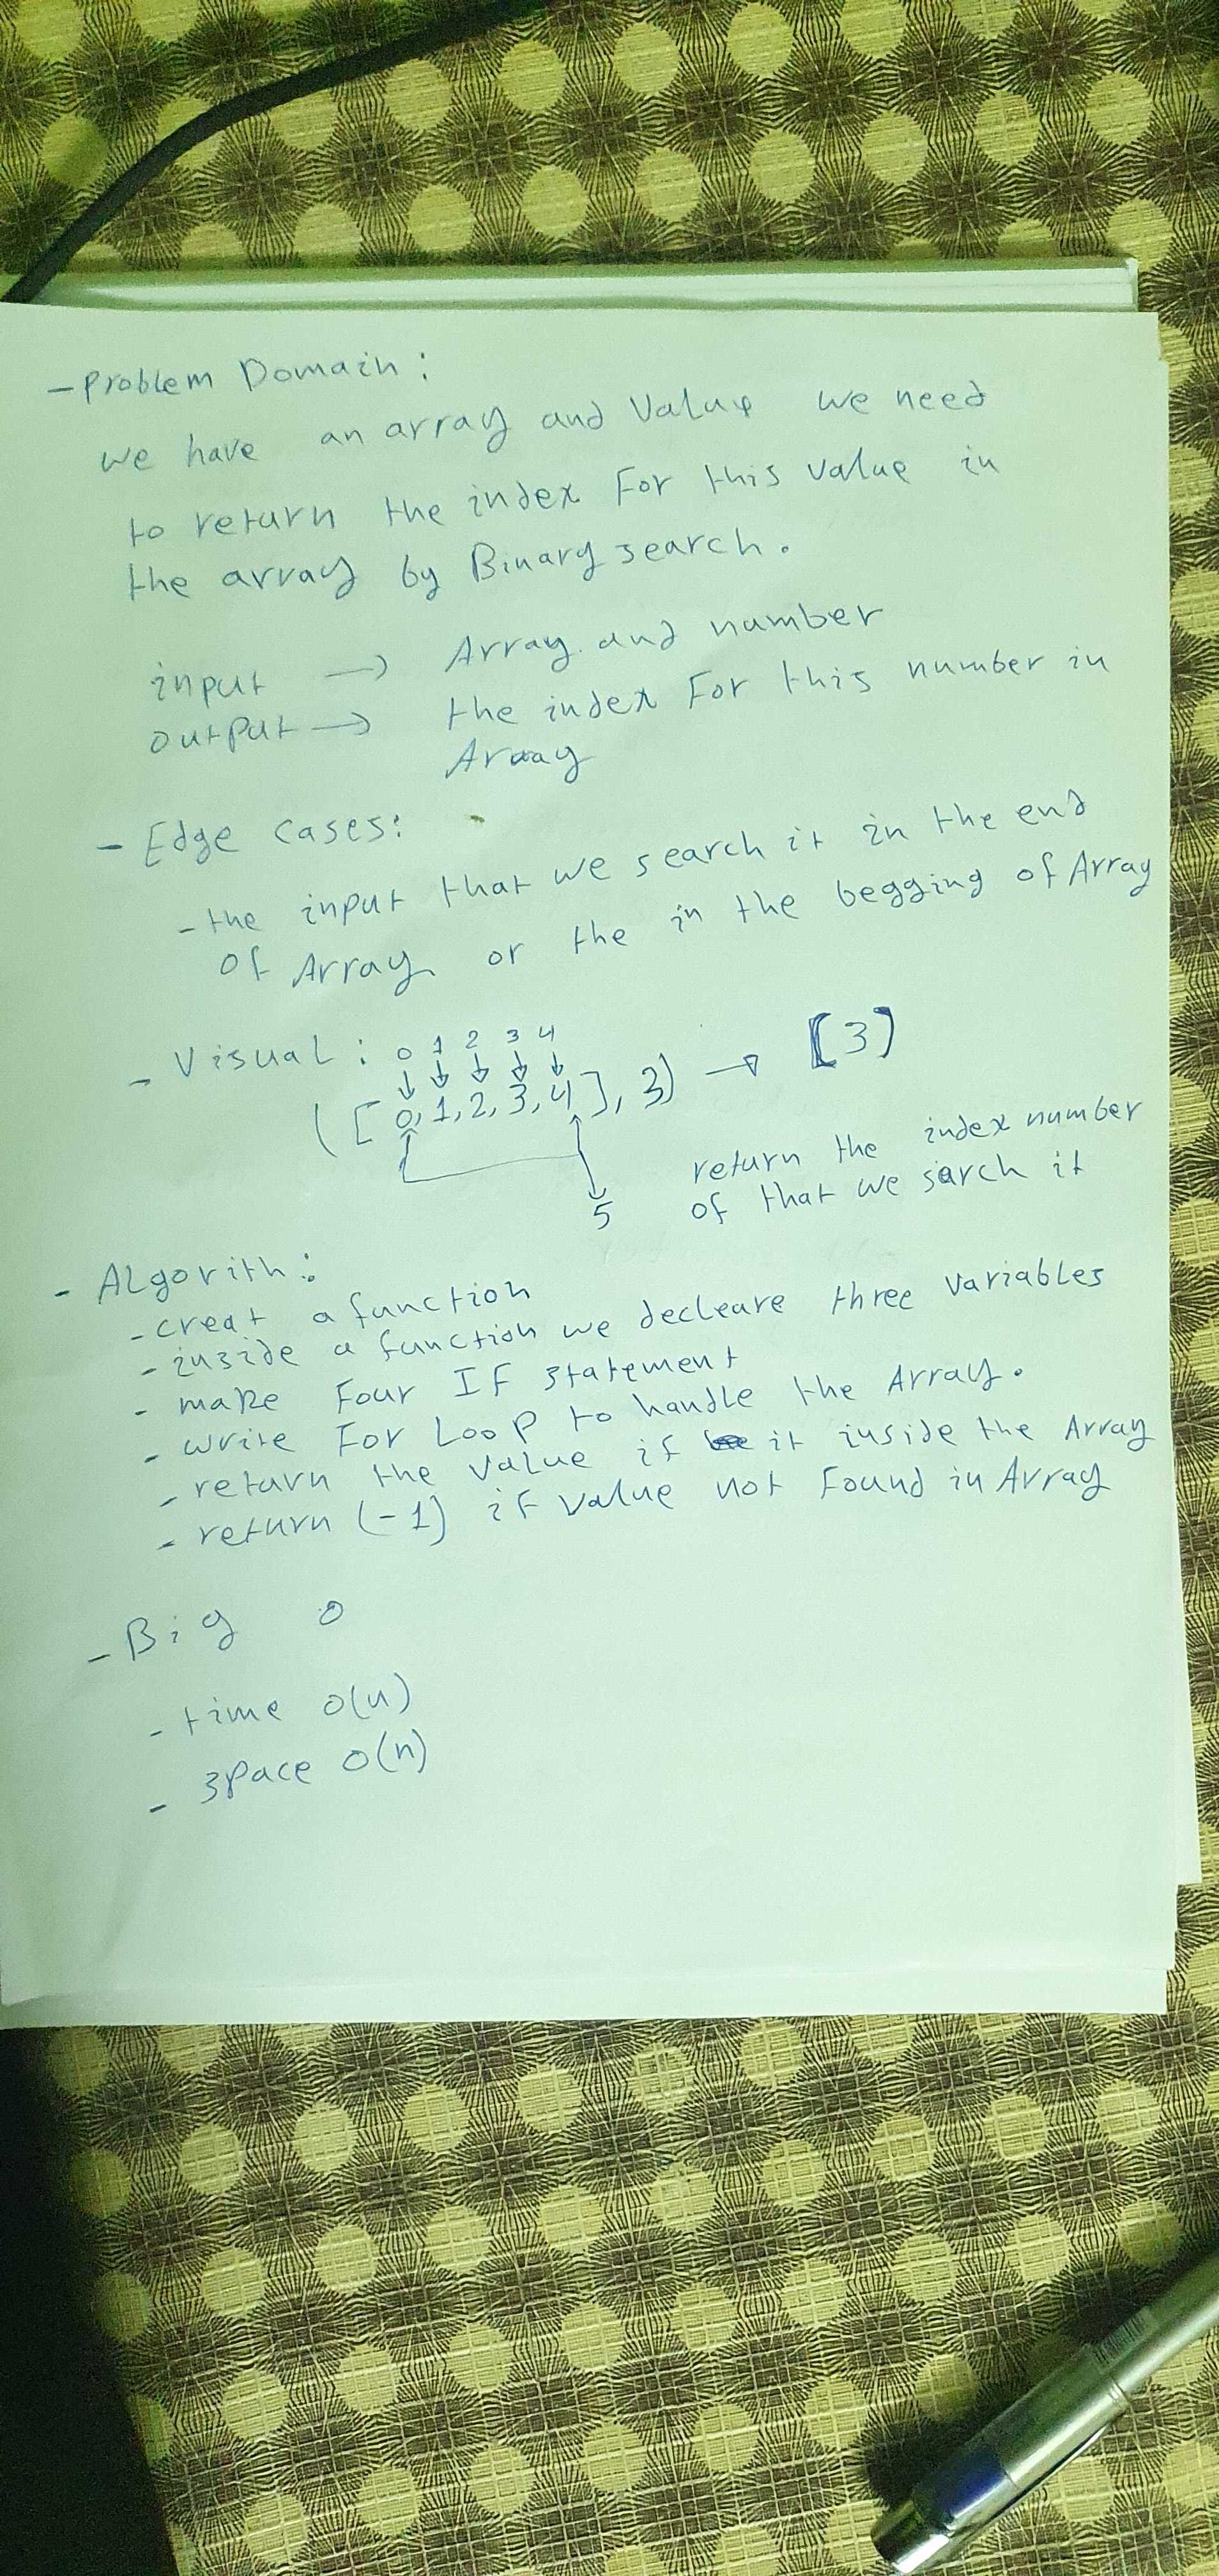 - Problem Domain :
we have an array and Value we need
to return the index For this value in
the array by Binary search.
input → Array and number
output → the index For this number in
Araay
- Edge cases:
- the input that we search it in the end
of Array or the in the begging of Array
- Visual : 0 1 2 3 4
([0,1,2,3,4], 3) → [3]
5
return the index number
of that we sarch it
- ALgorith:
- creat a function
- inside a function we decleare three variables
- make Four IF statement
- write For Loop to handle the Array.
- return the value if it inside the Array
- return (-1) if value not Found in Array
- Big O
- time O(n)
- space O(n)